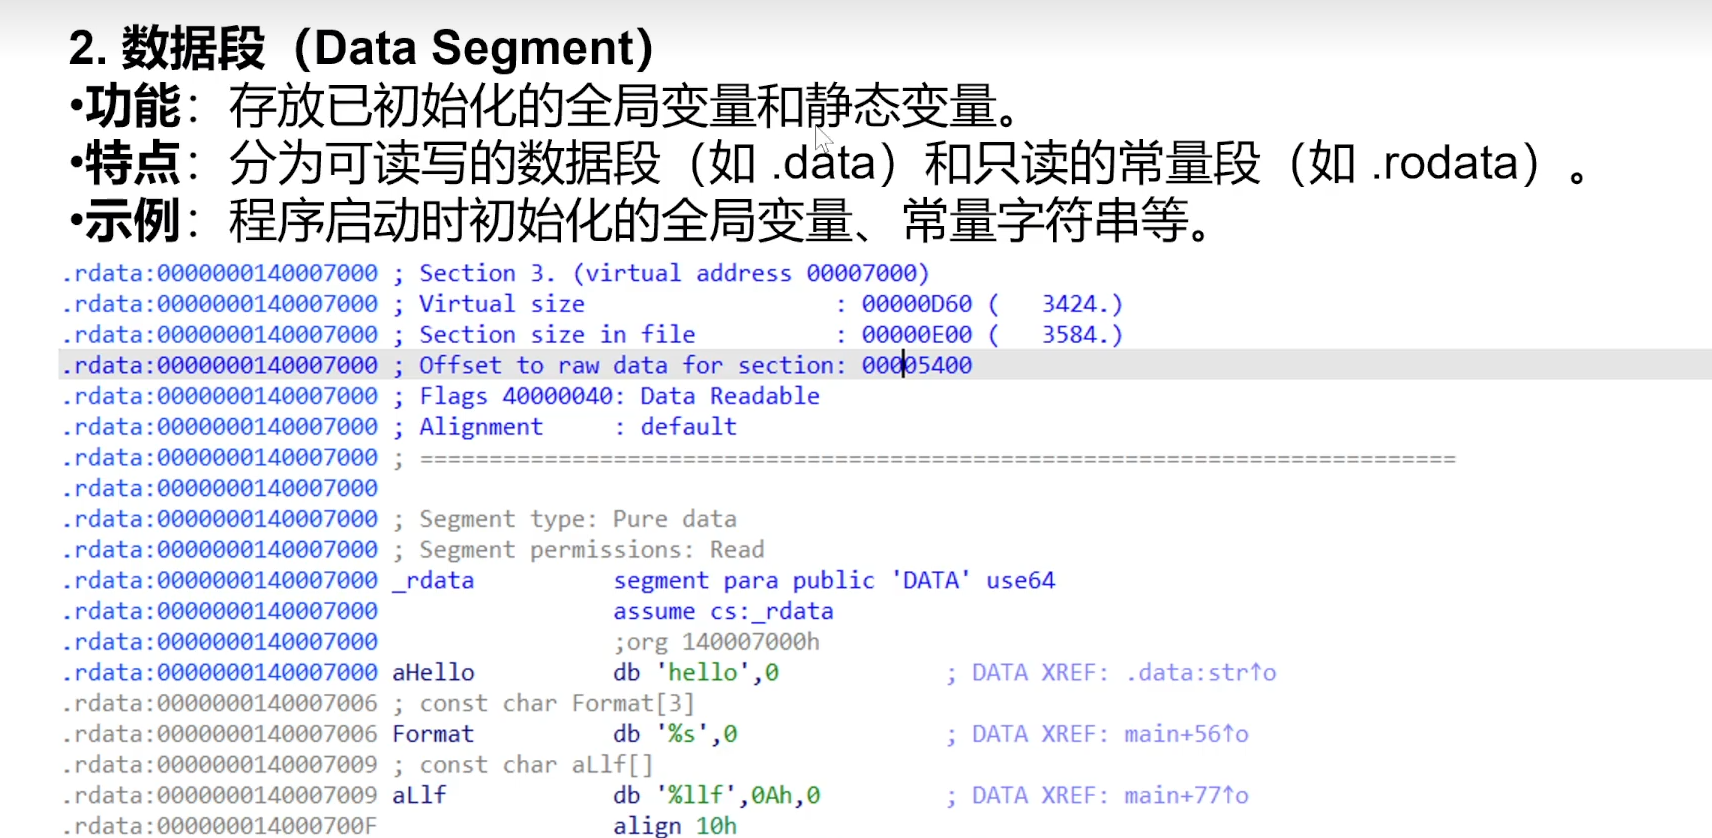 2. 数据段（Data Segment）
•功能：存放已初始化的全局变量和静态变量。
•特点：分为可读写的数据段（如 .data）和只读的常量段（如 .rodata）。
•示例：程序启动时初始化的全局变量、常量字符串等。
.rdata:0000000140007000 ; Section 3. (virtual address 00007000)
.rdata:0000000140007000 ; Virtual size                  : 00000D60 (   3424.)
.rdata:0000000140007000 ; Section size in file          : 00000E00 (   3584.)
.rdata:0000000140007000 ; Offset to raw data for section: 00005400
.rdata:0000000140007000 ; Flags 40000040: Data Readable
.rdata:0000000140007000 ; Alignment     : default
.rdata:0000000140007000 ; ===========================================================================
.rdata:0000000140007000
.rdata:0000000140007000 ; Segment type: Pure data
.rdata:0000000140007000 ; Segment permissions: Read
.rdata:0000000140007000 _rdata          segment para public 'DATA' use64
.rdata:0000000140007000                 assume cs:_rdata
.rdata:0000000140007000                 ;org 140007000h
.rdata:0000000140007000 aHello          db 'hello',0            ; DATA XREF: .data:str↑o
.rdata:0000000140007006 ; const char Format[3]
.rdata:0000000140007006 Format          db '%s',0               ; DATA XREF: main+56↑o
.rdata:0000000140007009 ; const char aLlf[]
.rdata:0000000140007009 aLlf            db '%llf',0Ah,0         ; DATA XREF: main+77↑o
.rdata:000000014000700F                 align 10h